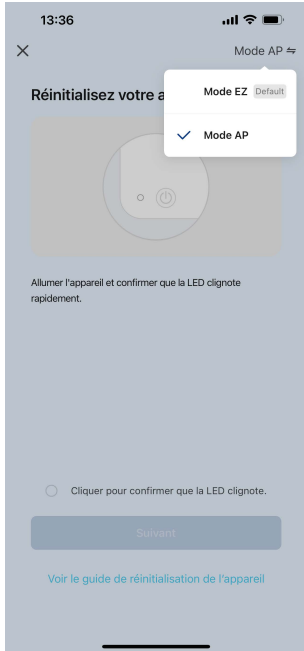 13:36
Mode AP
Réinitialisez votre a
Mode EZ Default
Mode AP
Allumer l'appareil et confirmer que la LED clignote
rapidement.
Cliquer pour confirmer que la LED clignote.
Suivant
Voir le guide de réinitialisation de l'appareil